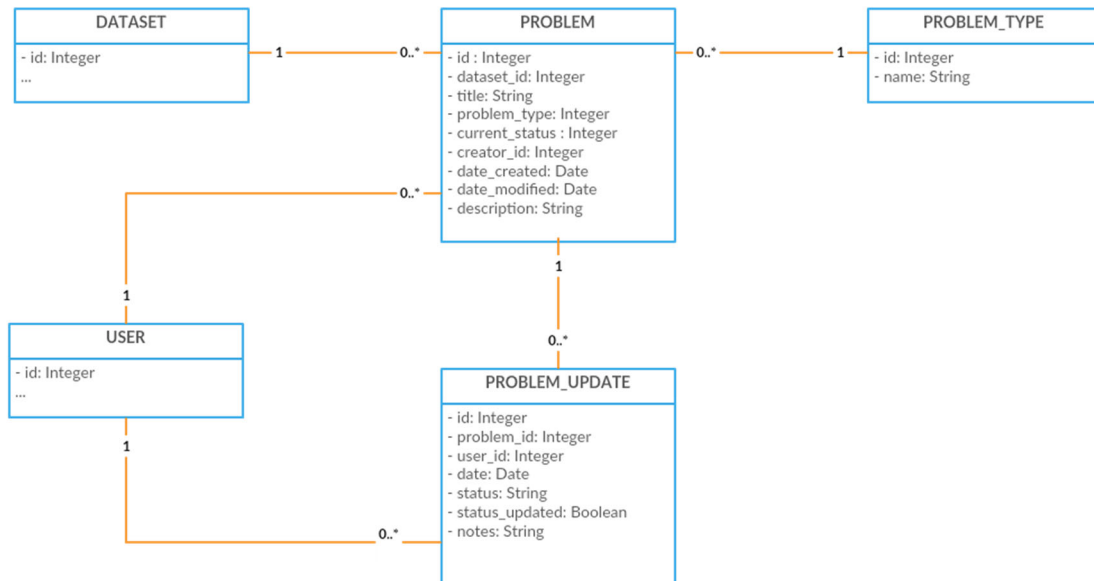 DATASET
- id: Integer
...
1
0..*
PROBLEM
- id : Integer
- dataset_id: Integer
- title: String
- problem_type: Integer
- current_status : Integer
- creator_id: Integer
- date_created: Date
- date_modified: Date
- description: String
0..*
1
PROBLEM_TYPE
- id: Integer
- name: String
0..*
1
1
0..*
USER
- id: Integer
...
1
0..*
PROBLEM_UPDATE
- id: Integer
- problem_id: Integer
- user_id: Integer
- date: Date
- status: String
- status_updated: Boolean
- notes: String